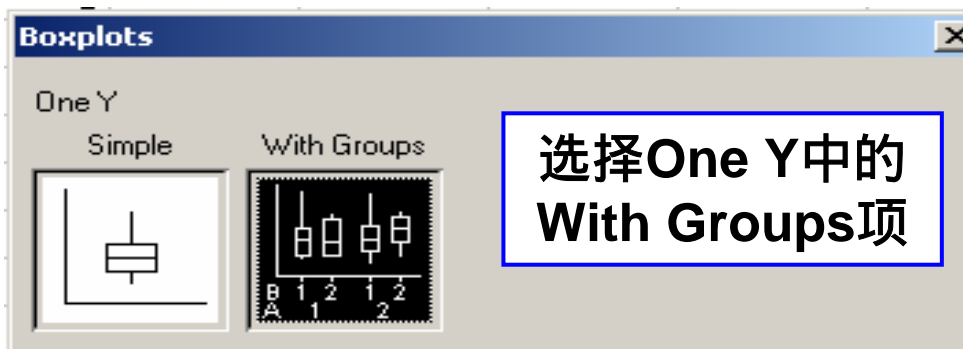 Boxplots
One Y
Simple With Groups
选择One Y中的
With Groups项
B 1 2 1 2
A 1 2